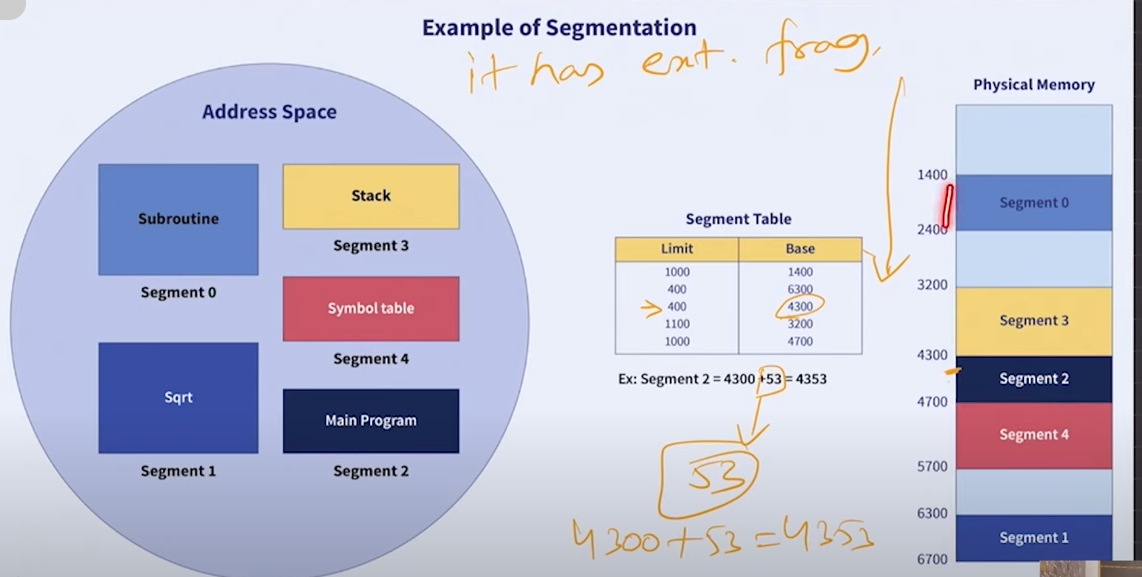 Example of Segmentation
it has ext. frag.
Address Space
Subroutine
Segment 0
Stack
Segment 3
Symbol table
Segment 4
Sqrt
Segment 1
Main Program
Segment 2
Segment Table
Limit Base
1000 1400
400 6300
400 4300
1100 3200
1000 4700
Ex: Segment 2 = 4300 +53 = 4353
53
4300+53=4353
Physical Memory
1400
Segment 0
2400
3200
Segment 3
4300
Segment 2
4700
Segment 4
5700
6300
Segment 1
6700